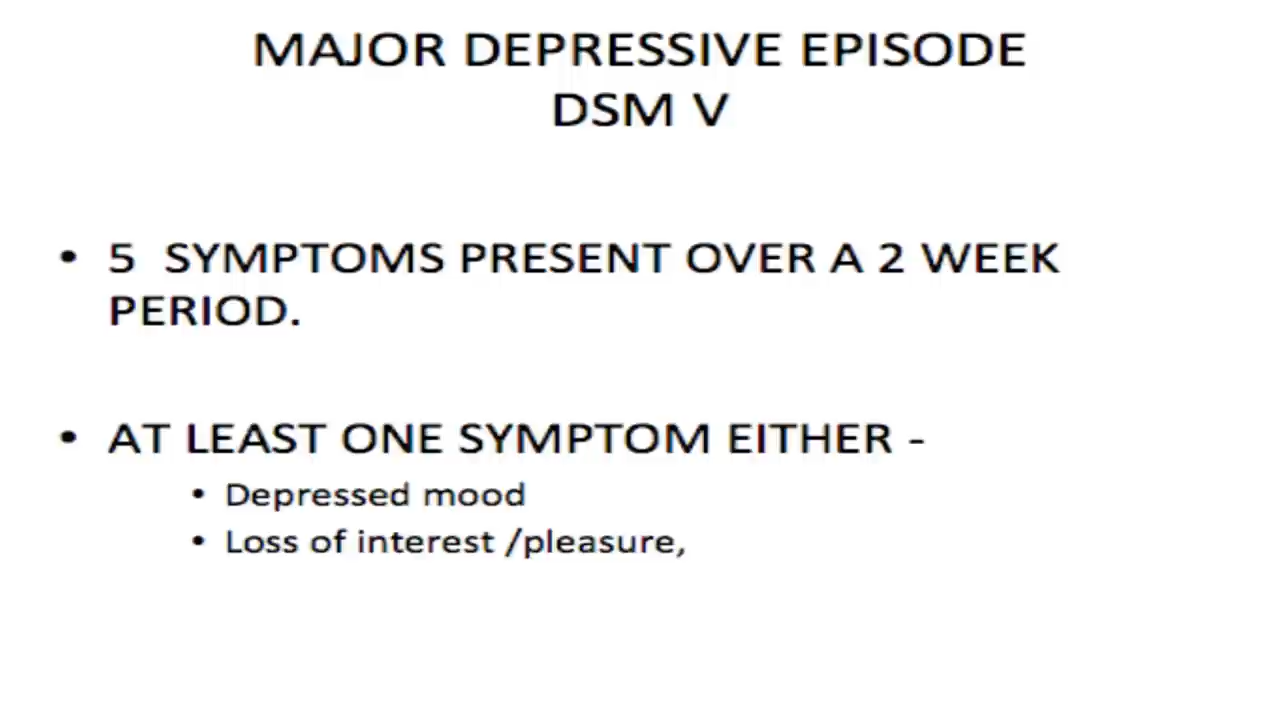 MAJOR DEPRESSIVE EPISODE
DSM V
• 5 SYMPTOMS PRESENT OVER A 2 WEEK
PERIOD.
• AT LEAST ONE SYMPTOM EITHER -
• Depressed mood
• Loss of interest /pleasure,